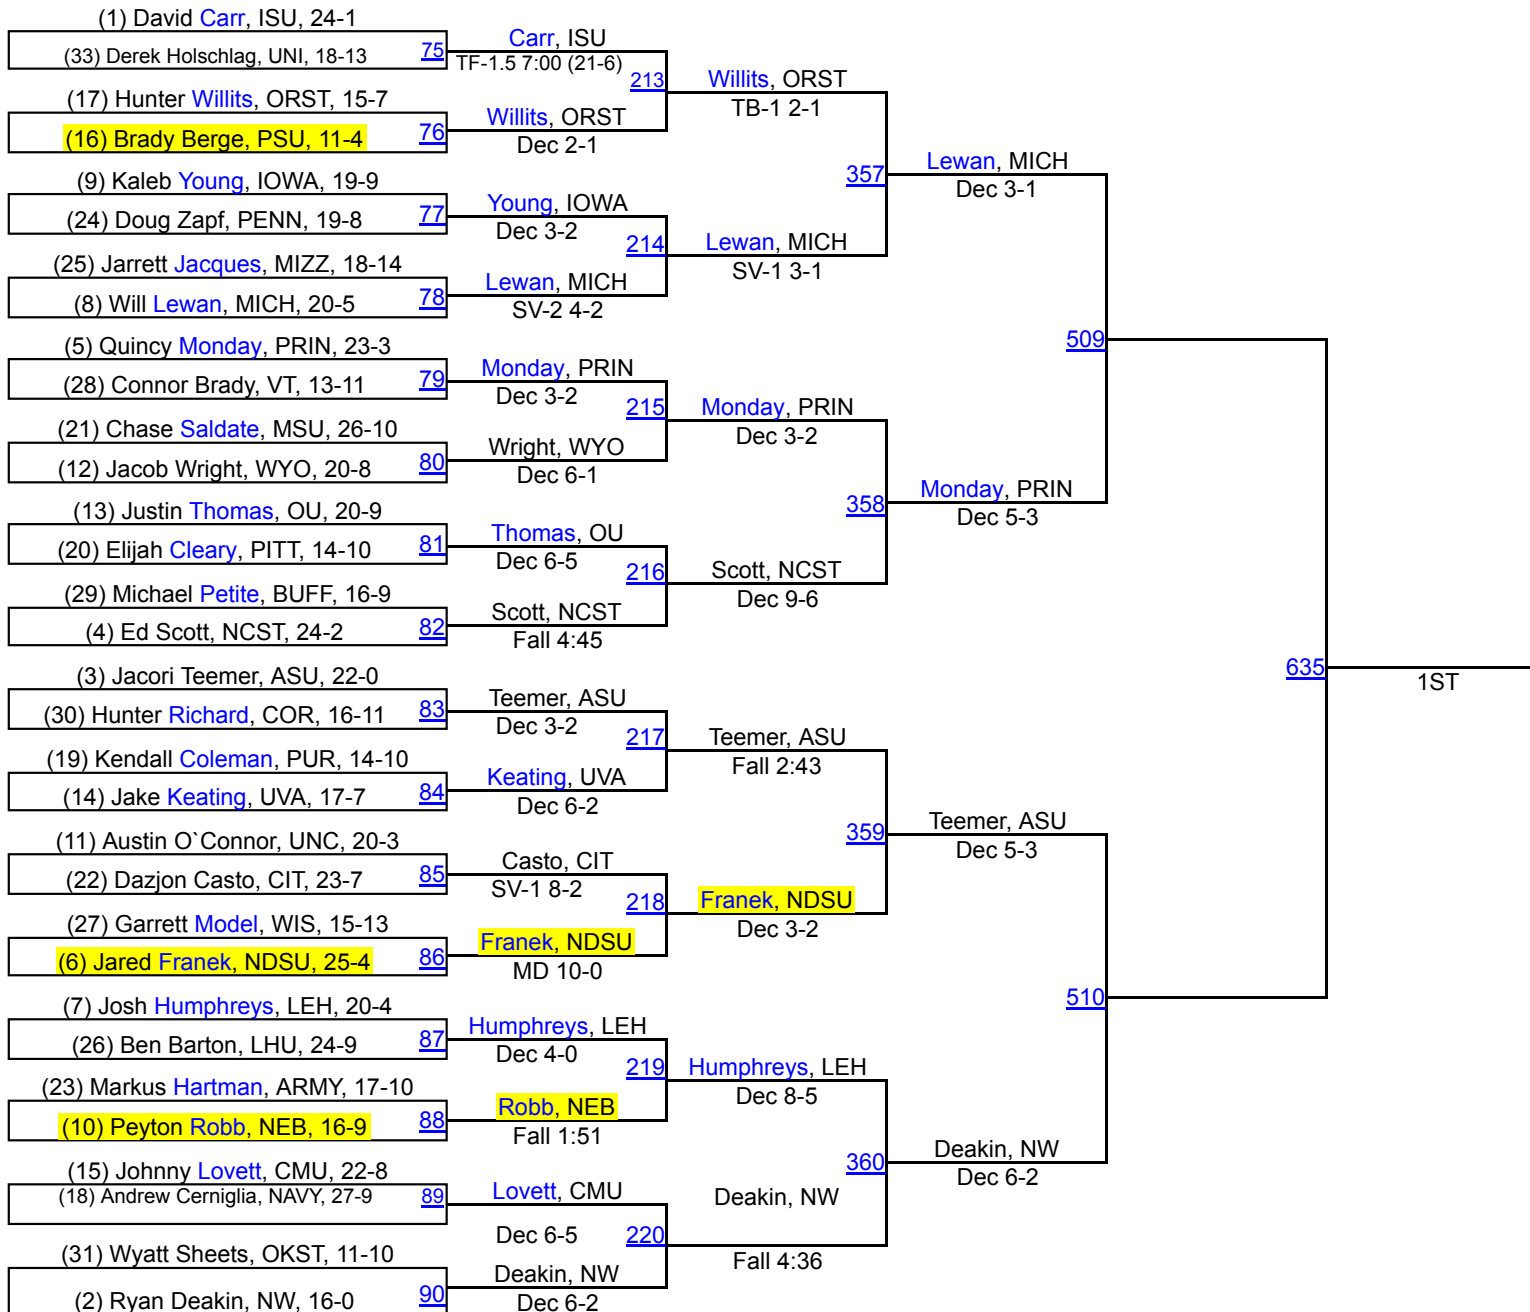 (1) David Carr, ISU, 24-1
(33) Derek Holschlag, UNI, 18-13
75
(17) Hunter Willits, ORST, 15-7
(16) Brady Berge, PSU, 11-4
76
(9) Kaleb Young, IOWA, 19-9
(24) Doug Zapf, PENN, 19-8
77
(25) Jarrett Jacques, MIZZ, 18-14
(8) Will Lewan, MICH, 20-5
78
(5) Quincy Monday, PRIN, 23-3
(28) Connor Brady, VT, 13-11
79
(21) Chase Saldate, MSU, 26-10
(12) Jacob Wright, WYO, 20-8
80
(13) Justin Thomas, OU, 20-9
(20) Elijah Cleary, PITT, 14-10
81
(29) Michael Petite, BUFF, 16-9
(4) Ed Scott, NCST, 24-2
82
(3) Jacori Teemer, ASU, 22-0
(30) Hunter Richard, COR, 16-11
83
(19) Kendall Coleman, PUR, 14-10
(14) Jake Keating, UVA, 17-7
84
(11) Austin O`Connor, UNC, 20-3
(22) Dazjon Casto, CIT, 23-7
85
(27) Garrett Model, WIS, 15-13
(6) Jared Franek, NDSU, 25-4
86
(7) Josh Humphreys, LEH, 20-4
(26) Ben Barton, LHU, 24-9
87
(23) Markus Hartman, ARMY, 17-10
(10) Peyton Robb, NEB, 16-9
88
(15) Johnny Lovett, CMU, 22-8
(18) Andrew Cerniglia, NAVY, 27-9
89
(31) Wyatt Sheets, OKST, 11-10
(2) Ryan Deakin, NW, 16-0
90
Carr, ISU
TF-1.5 7:00 (21-6)
213
Willits, ORST
Dec 2-1
Young, IOWA
Dec 3-2
214
Lewan, MICH
SV-2 4-2
Monday, PRIN
Dec 3-2
215
Wright, WYO
Dec 6-1
Thomas, OU
Dec 6-5
216
Scott, NCST
Fall 4:45
Teemer, ASU
Dec 3-2
217
Keating, UVA
Dec 6-2
Casto, CIT
SV-1 8-2
218
Franek, NDSU
MD 10-0
Humphreys, LEH
Dec 4-0
219
Robb, NEB
Fall 1:51
Lovett, CMU
Dec 6-5
220
Deakin, NW
Dec 6-2
Willits, ORST
TB-1 2-1
357
Lewan, MICH
SV-1 3-1
Monday, PRIN
Dec 3-2
358
Scott, NCST
Dec 9-6
Teemer, ASU
Fall 2:43
359
Franek, NDSU
Dec 3-2
Humphreys, LEH
Dec 8-5
360
Deakin, NW
Fall 4:36
Lewan, MICH
Dec 3-1
509
Monday, PRIN
Dec 5-3
Teemer, ASU
Dec 5-3
510
Deakin, NW
Dec 6-2
635
1ST